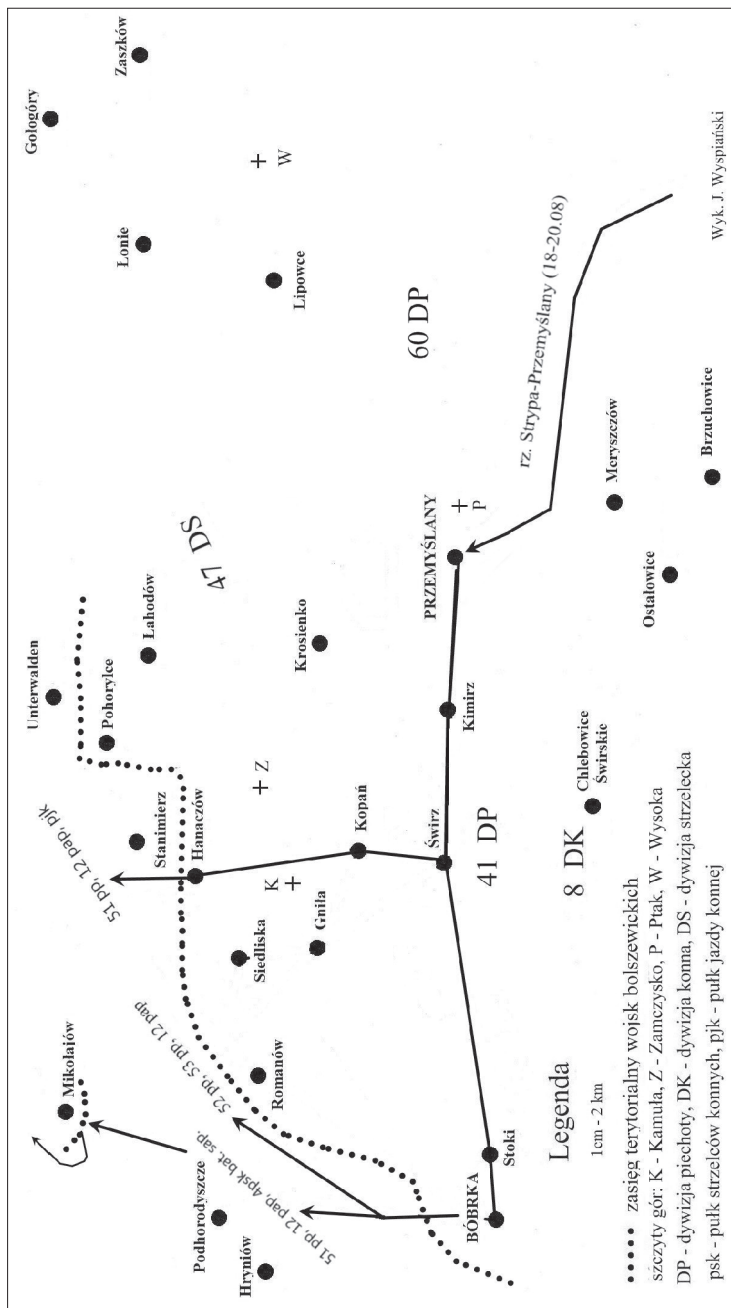 Gologóry
Zaszków
W
Łonie
Lipowce
60 DP
rz. Strypa-Przemyślany (18-20.08)
Wyk. J. Wyspiański
47 DS
Unterwalden
Pohorylce
Łahodów
Krosienko
PRZEMYŚLANY
P
Meryszczów
Brzuchowice
Ostałowice
51 pp, 12 pap, pjk
Stanimierz
Hanaczów
Z
K
Kopań
Kimirz
Świrz
41 DP
8 DK
Chlebowice
Świrskie
Siedliska
Gniła
Mikołajów
52 pp, 53 pp, 12 pap
Romanów
51 pp, 12 pap, 4psk bat. sap.
Podhorodyszcze
Hryniów
BÓBRKA
Stoki
Legenda
1cm - 2 km
zasięg terytorialny wojsk bolszewickich
szczyty gór: K - Kamuła, Z - Zamczysko, P - Ptak, W - Wysoka
DP - dywizja piechoty, DK - dywizja konna, DS - dywizja strzelecka
psk - pułk strzelców konnych, pjk - pułk jazdy konnej